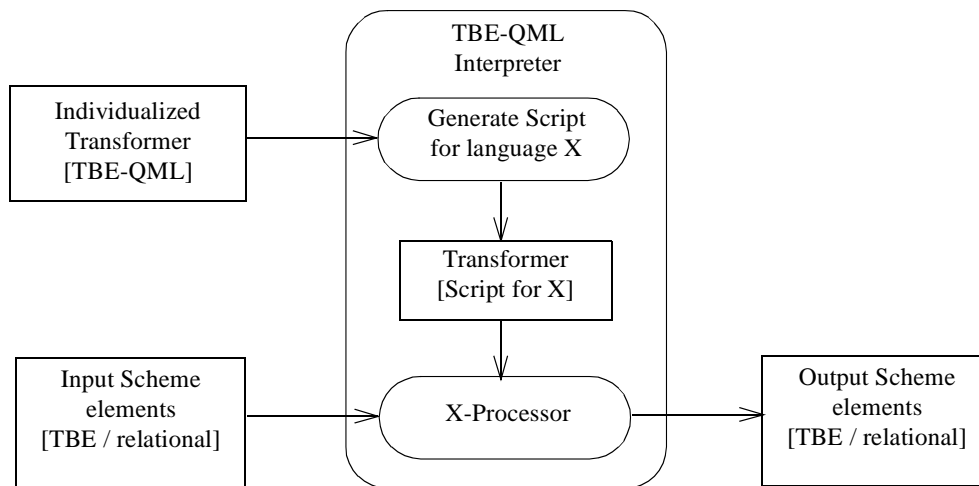 TBE-QML
Interpreter
Individualized
Transformer
[TBE-QML]
Generate Script
for language X
Transformer
[Script for X]
Input Scheme
elements
[TBE / relational]
X-Processor
Output Scheme
elements
[TBE / relational]